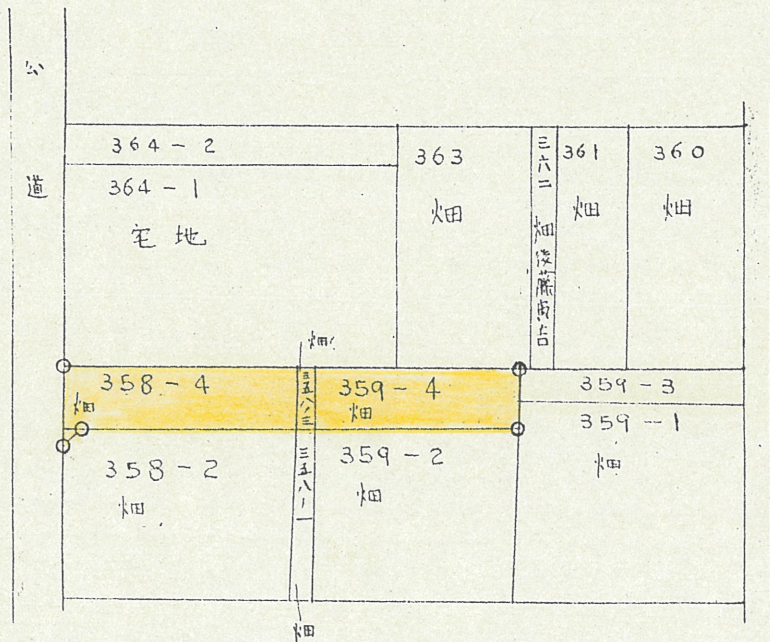 公道
364-2
364-1
宅地
363
畑
三六二 畑 後藤
361
畑
360
畑
畑
358-4
畑
三五八ノ三
359-4
畑
359-3
359-1
畑
358-2
畑
三五八ノ一
359-2
畑
畑